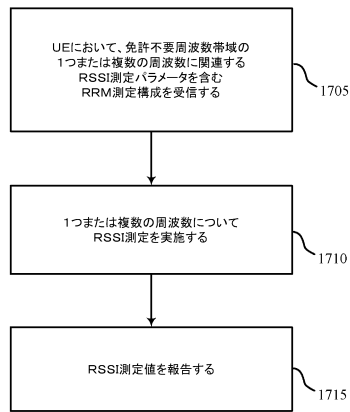 UEにおいて、免許不要周波数帯域の
1つまたは複数の周波数に関連する
RSSI測定パラメータを含む
RRM測定構成を受信する
1705
1つまたは複数の周波数について
RSSI測定を実施する
1710
RSSI測定値を報告する
1715